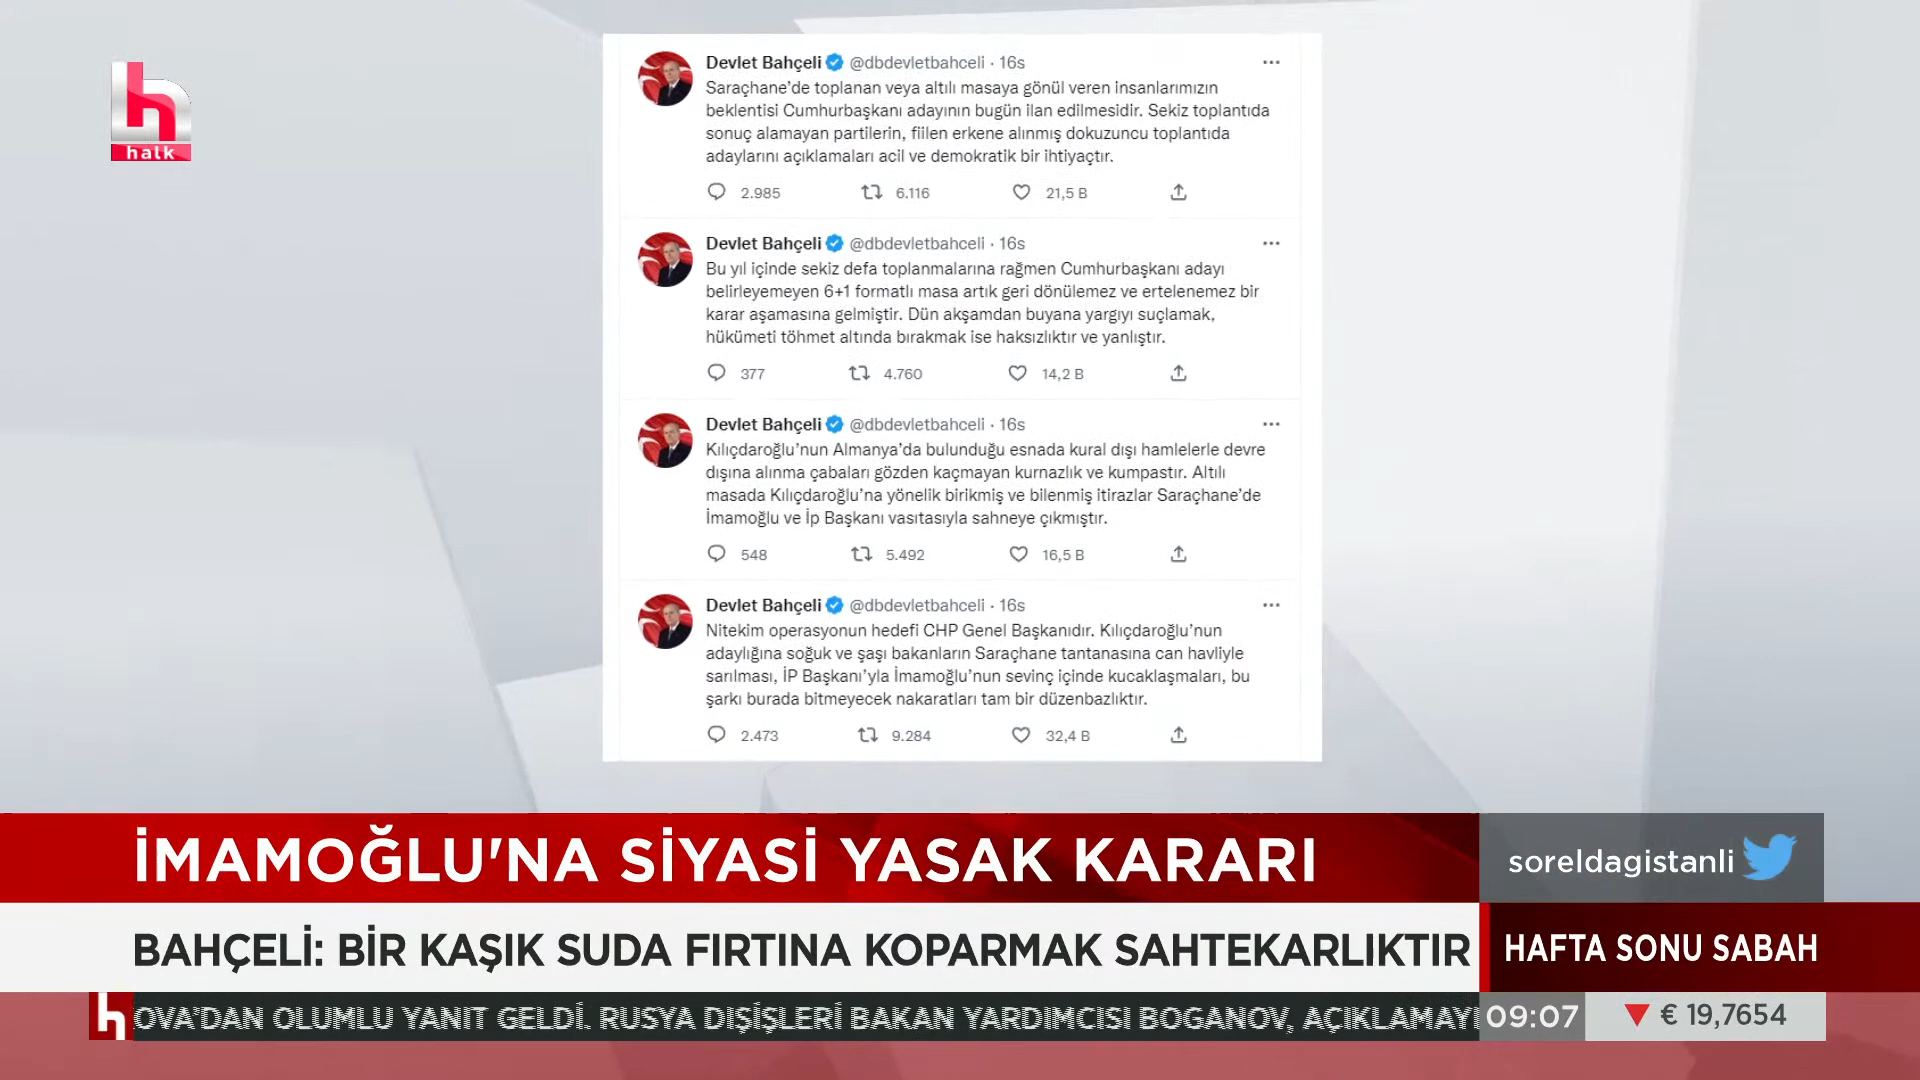 h
halk
Devlet Bahçeli @dbdevletbahceli · 16s
Saraçhane’de toplanan veya altılı masaya gönül veren insanlarımızın
beklentisi Cumhurbaşkanı adayının bugün ilan edilmesidir. Sekiz toplantıda
sonuç alamayan partilerin, fiilen erkene alınmış dokuzuncu toplantıda
adaylarını açıklamaları acil ve demokratik bir ihtiyaçtır.
2.985 6.116 21,5 B
Devlet Bahçeli @dbdevletbahceli · 16s
Bu yıl içinde sekiz defa toplanmalarına rağmen Cumhurbaşkanı adayı
belirleyemeyen 6+1 formatlı masa artık geri dönülemez ve ertelenemez bir
karar aşamasına gelmiştir. Dün akşamdan buyana yargıyı suçlamak,
hükümeti töhmet altında bırakmak ise haksızlıktır ve yanlıştır.
377 4.760 14,2 B
Devlet Bahçeli @dbdevletbahceli · 16s
Kılıçdaroğlu’nun Almanya’da bulunduğu esnada kural dışı hamlelerle devre
dışına alınma çabaları gözden kaçmayan kurnazlık ve kumpastır. Altılı
masada Kılıçdaroğlu’na yönelik birikmiş ve bilenmiş itirazlar Saraçhane’de
İmamoğlu ve İp Başkanı vasıtasıyla sahneye çıkmıştır.
548 5.492 16,5 B
Devlet Bahçeli @dbdevletbahceli · 16s
Nitekim operasyonun hedefi CHP Genel Başkanıdır. Kılıçdaroğlu’nun
adaylığına soğuk ve şaşı bakanların Saraçhane tantanasına can havliyle
sarılması, İP Başkanı’yla İmamoğlu’nun sevinç içinde kucaklaşmaları, bu
şarkı burada bitmeyecek nakaratları tam bir düzenbazlıktır.
2.473 9.284 32,4 B
İMAMOĞLU'NA SİYASİ YASAK KARARI
soreldagistanli
BAHÇELİ: BİR KAŞIK SUDA FIRTINA KOPARMAK SAHTEKARLIKTIR
HAFTA SONU SABAH
h OVA’DAN OLUMLU YANIT GELDİ. RUSYA DIŞİŞLERİ BAKAN YARDIMCISI BOGANOV, AÇIKLAMAYI 09:07 € 19,7654